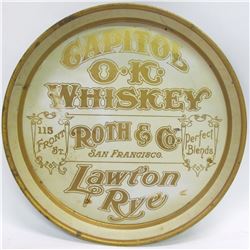 CAPITOL
O.K.
WHISKEY
115 FRONT ST.
ROTH & CO.
SAN FRANCISCO.
Perfect Blends
Lawton
Rye